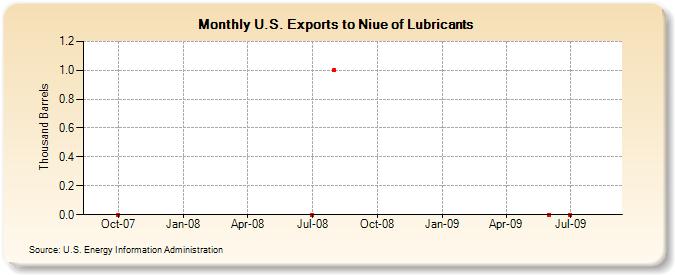 Monthly U.S. Exports to Niue of Lubricants
Thousand Barrels
1.2
1.0
0.8
0.6
0.4
0.2
0.0
Oct-07 Jan-08 Apr-08 Jul-08 Oct-08 Jan-09 Apr-09 Jul-09
Source: U.S. Energy Information Administration